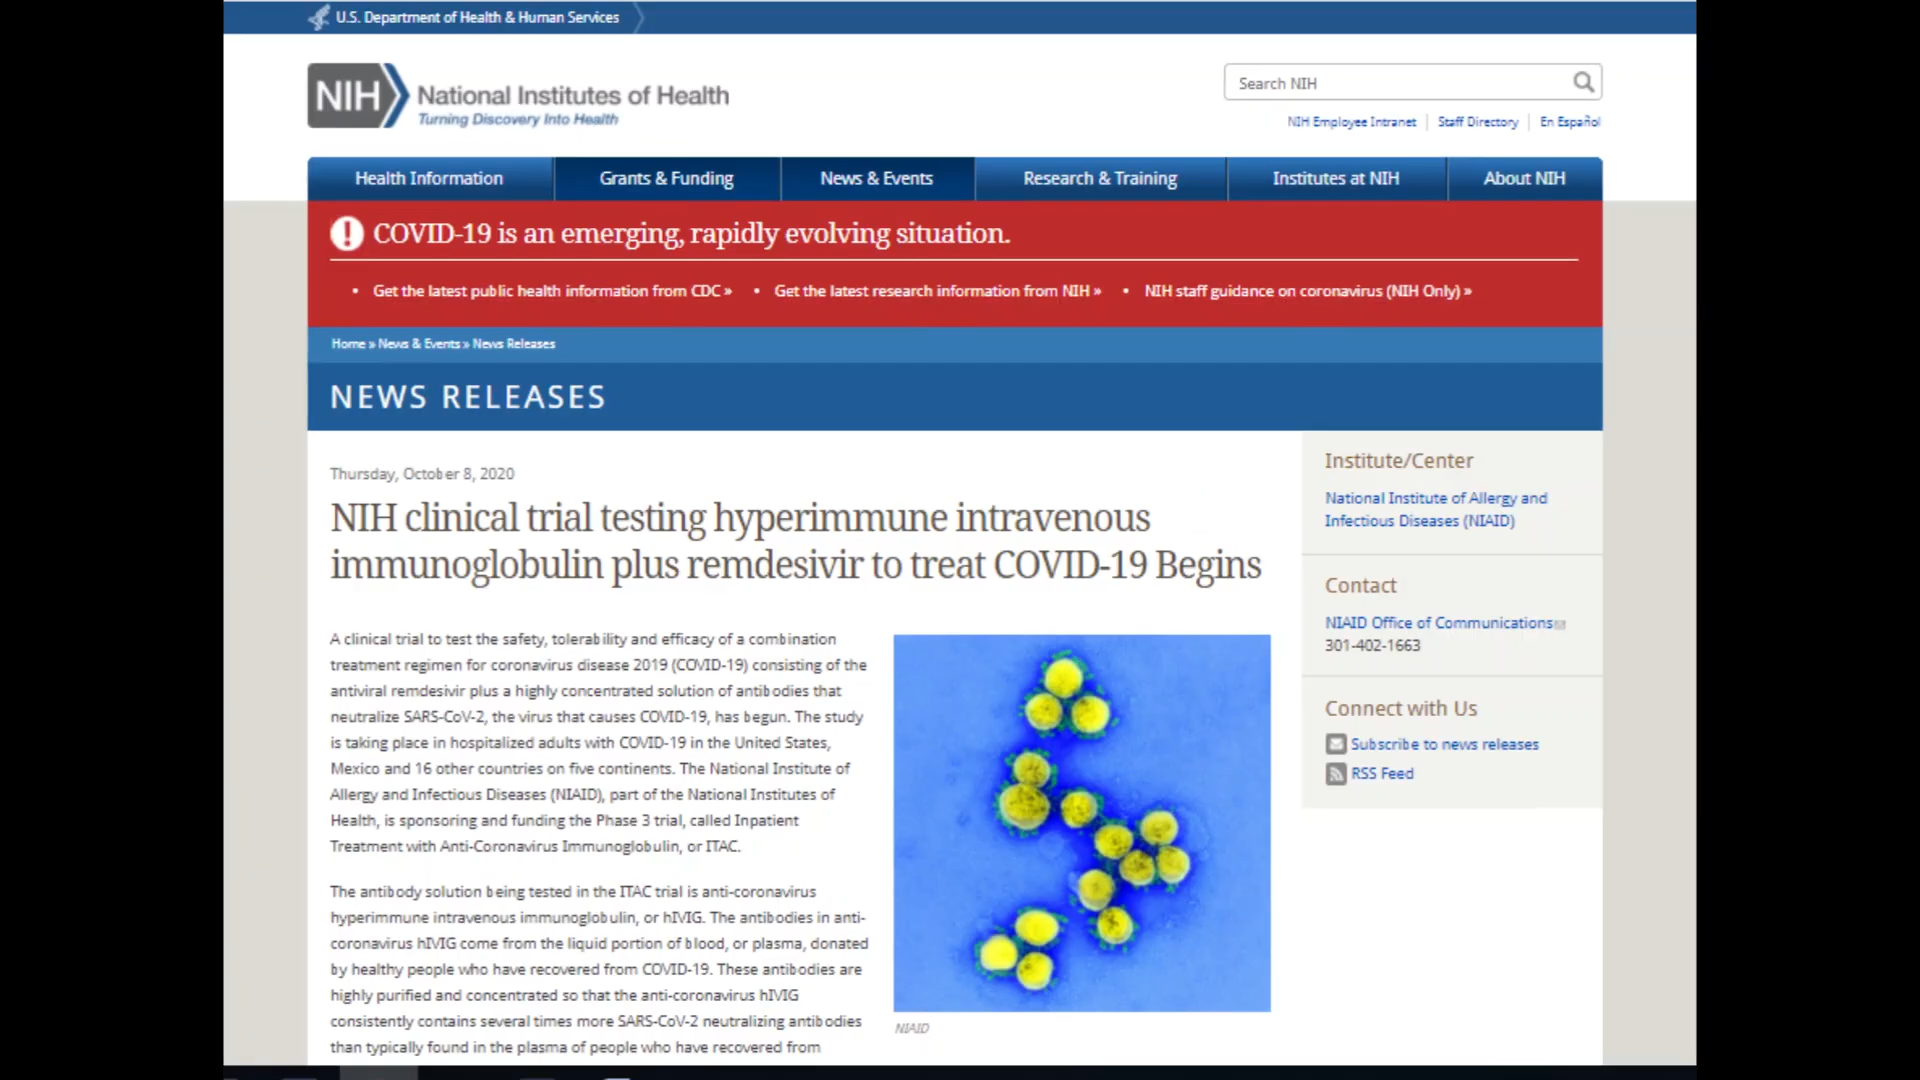 U.S. Department of Health & Human Services
NIH National Institutes of Health
Turning Discovery Into Health
Search NIH
NIH Employee Intranet Staff Directory En Español
Health Information Grants & Funding News & Events Research & Training Institutes at NIH About NIH
! COVID-19 is an emerging, rapidly evolving situation.
• Get the latest public health information from CDC » • Get the latest research information from NIH » • NIH staff guidance on coronavirus (NIH Only) »
Home » News & Events » News Releases
NEWS RELEASES
Thursday, October 8, 2020
NIH clinical trial testing hyperimmune intravenous
immunoglobulin plus remdesivir to treat COVID-19 Begins
A clinical trial to test the safety, tolerability and efficacy of a combination
treatment regimen for coronavirus disease 2019 (COVID-19) consisting of the
antiviral remdesivir plus a highly concentrated solution of antibodies that
neutralize SARS-CoV-2, the virus that causes COVID-19, has begun. The study
is taking place in hospitalized adults with COVID-19 in the United States,
Mexico and 16 other countries on five continents. The National Institute of
Allergy and Infectious Diseases (NIAID), part of the National Institutes of
Health, is sponsoring and funding the Phase 3 trial, called Inpatient
Treatment with Anti-Coronavirus Immunoglobulin, or ITAC.
The antibody solution being tested in the ITAC trial is anti-coronavirus
hyperimmune intravenous immunoglobulin, or hIVIG. The antibodies in anti-
coronavirus hIVIG come from the liquid portion of blood, or plasma, donated
by healthy people who have recovered from COVID-19. These antibodies are
highly purified and concentrated so that the anti-coronavirus hIVIG
consistently contains several times more SARS-CoV-2 neutralizing antibodies
than typically found in the plasma of people who have recovered from
NIAID
Institute/Center
National Institute of Allergy and
Infectious Diseases (NIAID)
Contact
NIAID Office of Communications
301-402-1663
Connect with Us
Subscribe to news releases
RSS Feed